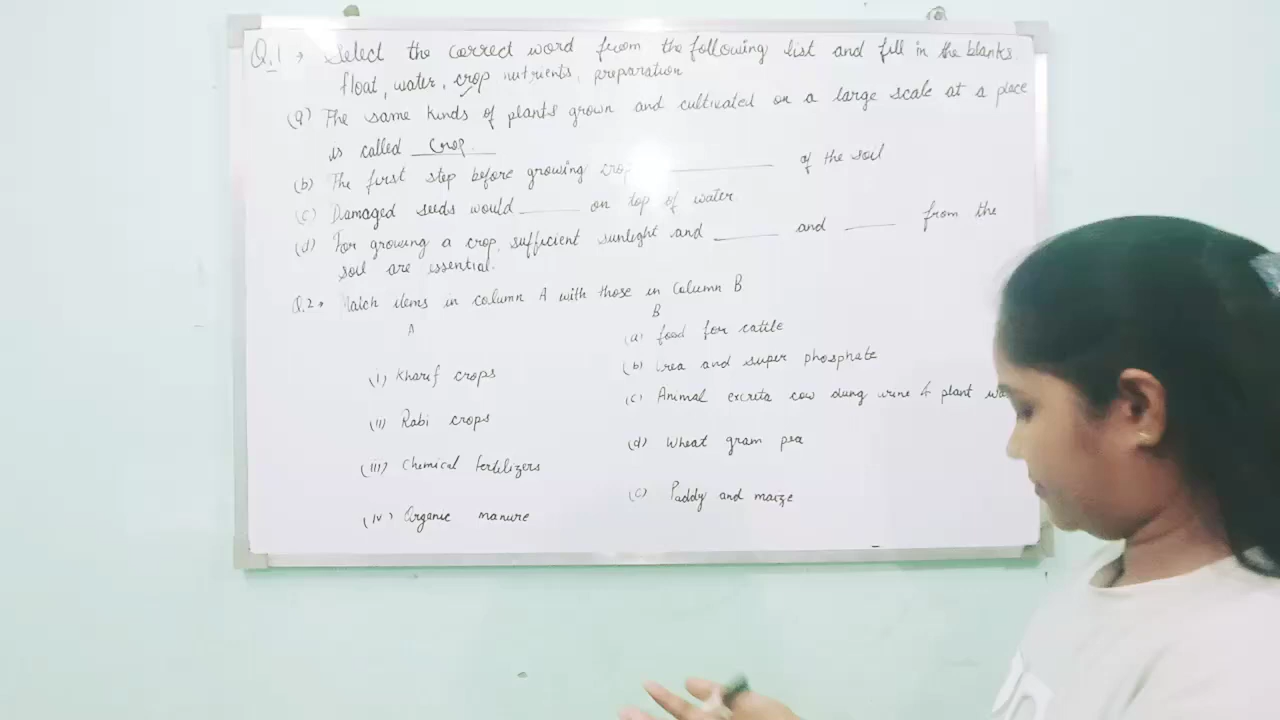 Q.1 → Select the correct word from the following list and fill in the blanks.
float, water, crop nutrients, preparation
(a) The same kinds of plants grown and cultivated on a large scale at a place
is called Crop.
(b) The first step before growing crop ________ of the soil
(c) Damaged seeds would ______ on top of water
(d) For growing a crop, sufficient sunlight and ______ and _____ from the
soil are essential.
Q.2 → Match items in column A with those in Column B
A B
(i) Kharif crops (a) food for cattle
(ii) Rabi crops (b) Urea and super phosphate
(iii) Chemical fertilizers (c) Animal excreta cow dung urine & plant
(iv) Organic manure (d) Wheat gram pea
(e) Paddy and maize